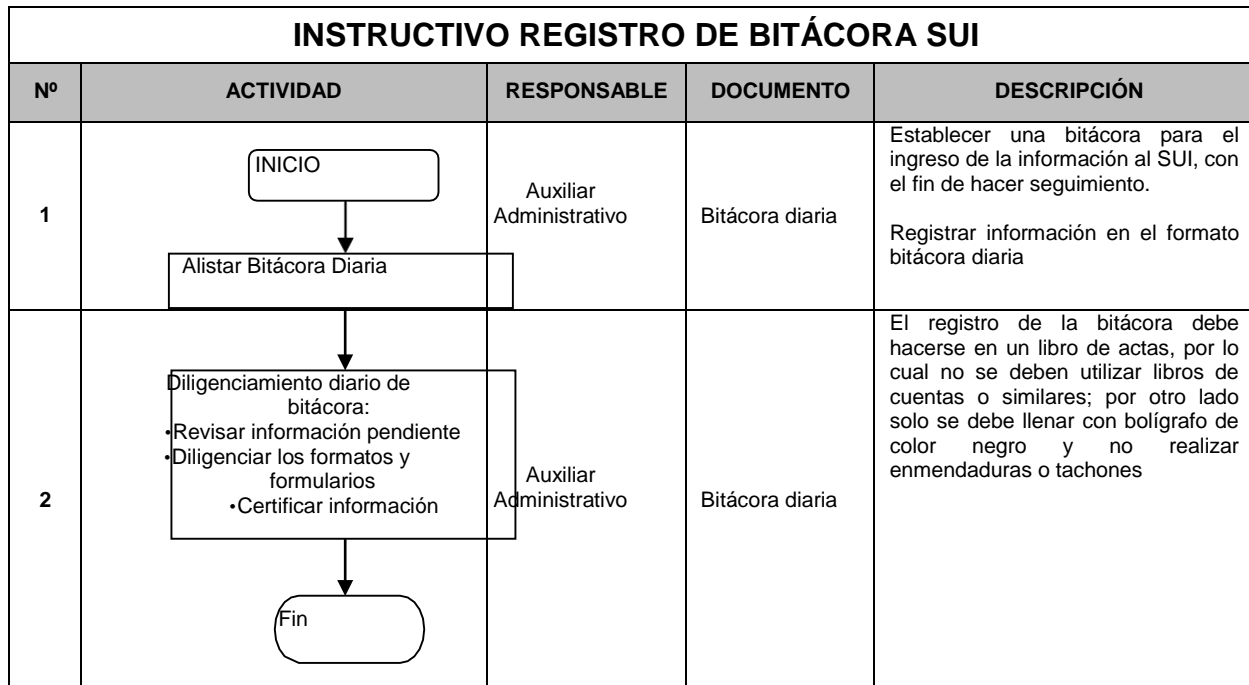 INSTRUCTIVO REGISTRO DE BITÁCORA SUI
Nº ACTIVIDAD RESPONSABLE DOCUMENTO DESCRIPCIÓN
1
INICIO
Alistar Bitácora Diaria
Auxiliar
Administrativo
Bitácora diaria
Establecer una bitácora para el
ingreso de la información al SUI, con
el fin de hacer seguimiento.
Registrar información en el formato
bitácora diaria
2
Diligenciamiento diario de
bitácora:
•Revisar información pendiente
•Diligenciar los formatos y
formularios
•Certificar información
Fin
Auxiliar
Administrativo
Bitácora diaria
El registro de la bitácora debe
hacerse en un libro de actas, por lo
cual no se deben utilizar libros de
cuentas o similares; por otro lado
solo se debe llenar con bolígrafo de
color negro y no realizar
enmendaduras o tachones